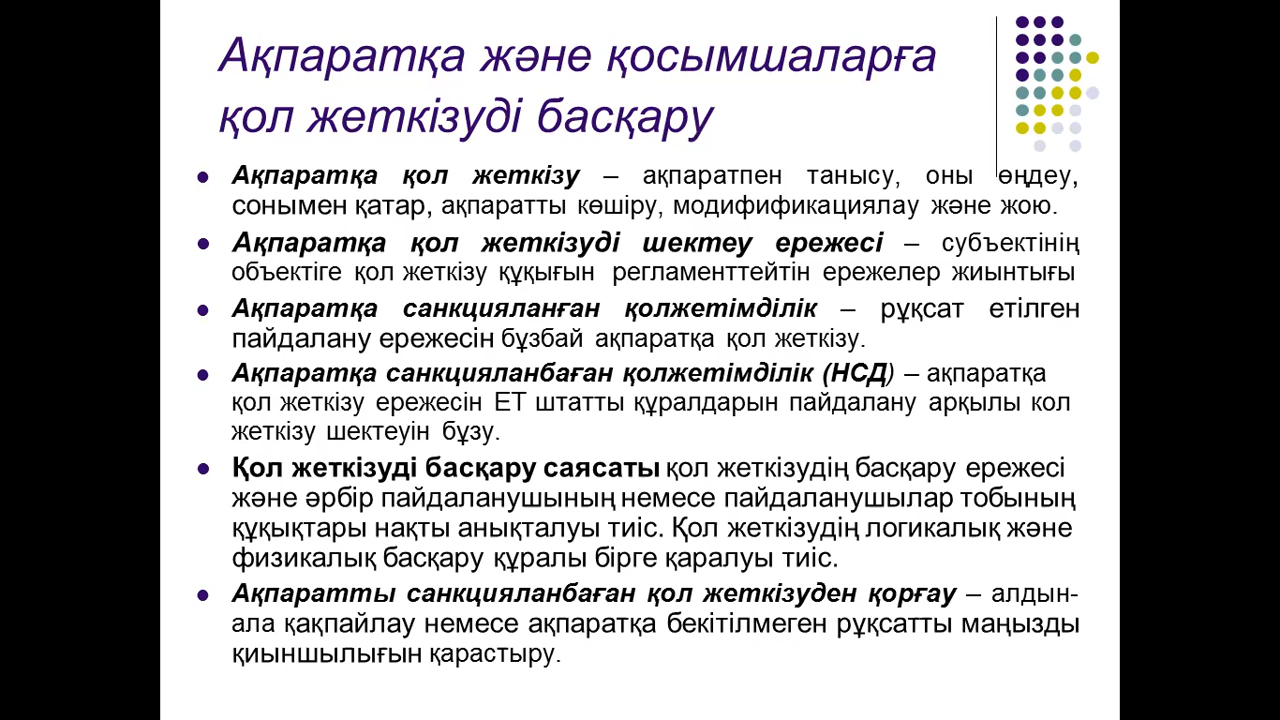 Ақпаратқа және қосымшаларға
қол жеткізуді басқару
Ақпаратқа қол жеткізу – ақпаратпен танысу, оны өңдеу,
сонымен қатар, ақпаратты көшіру, модифификациялау және жою.
Ақпаратқа қол жеткізуді шектеу ережесі – субъектінің
объектіге қол жеткізу құқығын регламенттейтін ережелер жиынтығы
Ақпаратқа санкцияланған қолжетімділік – рұқсат етілген
пайдалану ережесін бұзбай ақпаратқа қол жеткізу.
Ақпаратқа санкцияланбаған қолжетімділік (НСД) – ақпаратқа
қол жеткізу ережесін ЕТ штатты құралдарын пайдалану арқылы кол
жеткізу шектеуін бұзу.
Қол жеткізуді басқару саясаты қол жеткізудің басқару ережесі
және әрбір пайдаланушының немесе пайдаланушылар тобының
құқықтары нақты анықталуы тиіс. Қол жеткізудің логикалық және
физикалық басқару құралы бірге қаралуы тиіс.
Ақпаратты санкцияланбаған қол жеткізуден қорғау – алдын-
ала қақпайлау немесе ақпаратқа бекітілмеген рұқсатты маңызды
қиыншылығын қарастыру.